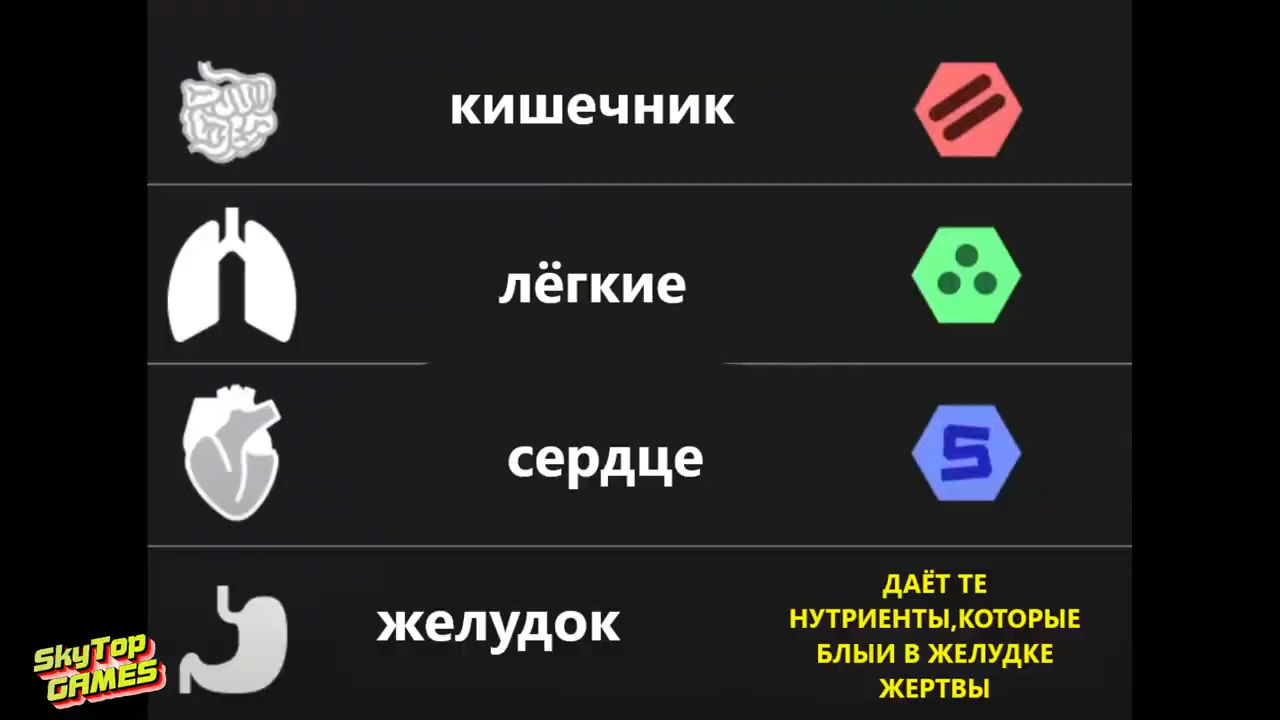 кишечник
лёгкие
сердце
S
желудок
ДАЁТ ТЕ
НУТРИЕНТЫ,КОТОРЫЕ
БЛЫИ В ЖЕЛУДКЕ
ЖЕРТВЫ
SkyTop
GAMES